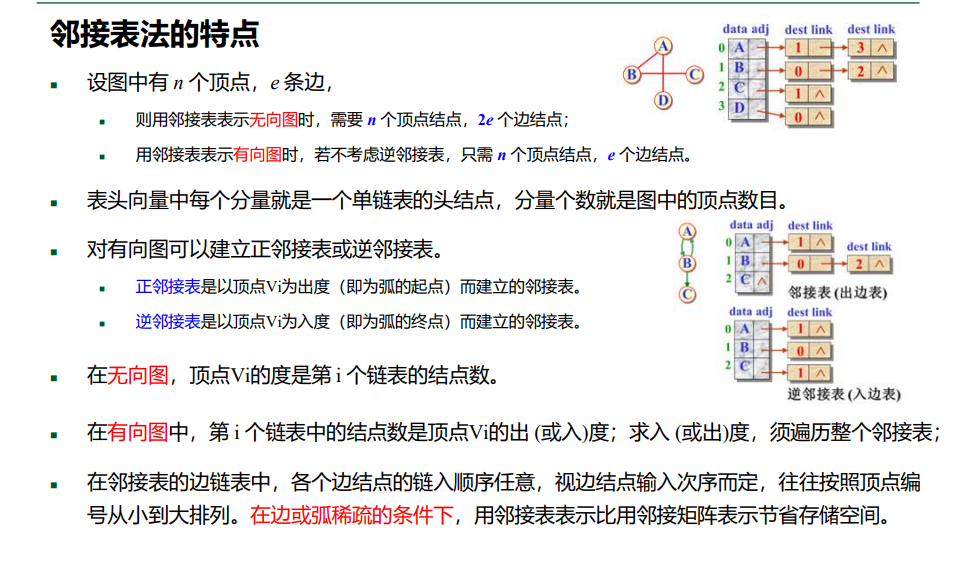 邻接表法的特点
设图中有 n 个顶点，e 条边，
则用邻接表表示无向图时，需要 n 个顶点结点，2e 个边结点；
用邻接表表示有向图时，若不考虑逆邻接表，只需 n 个顶点结点，e 个边结点。
A
B C
D
data adj dest link dest link
0 A 1 3 ∧
1 B 0 2 ∧
2 C 1 ∧
3 D 0 ∧
表头向量中每个分量就是一个单链表的头结点，分量个数就是图中的顶点数目。
对有向图可以建立正邻接表或逆邻接表。
正邻接表是以顶点Vi为出度（即为弧的起点）而建立的邻接表。
逆邻接表是以顶点Vi为入度（即为弧的终点）而建立的邻接表。
A
B
C
data adj dest link
0 A 1 ∧
dest link
1 B 0 2 ∧
2 C ∧
邻接表 (出边表)
data adj dest link
0 A 1 ∧
1 B 0 ∧
2 C 1 ∧
逆邻接表 (入边表)
在无向图，顶点Vi的度是第 i 个链表的结点数。
在有向图中，第 i 个链表中的结点数是顶点Vi的出 (或入)度；求入 (或出)度，须遍历整个邻接表；
在邻接表的边链表中，各个边结点的链入顺序任意，视边结点输入次序而定，往往按照顶点编
号从小到大排列。在边或弧稀疏的条件下，用邻接表表示比用邻接矩阵表示节省存储空间。